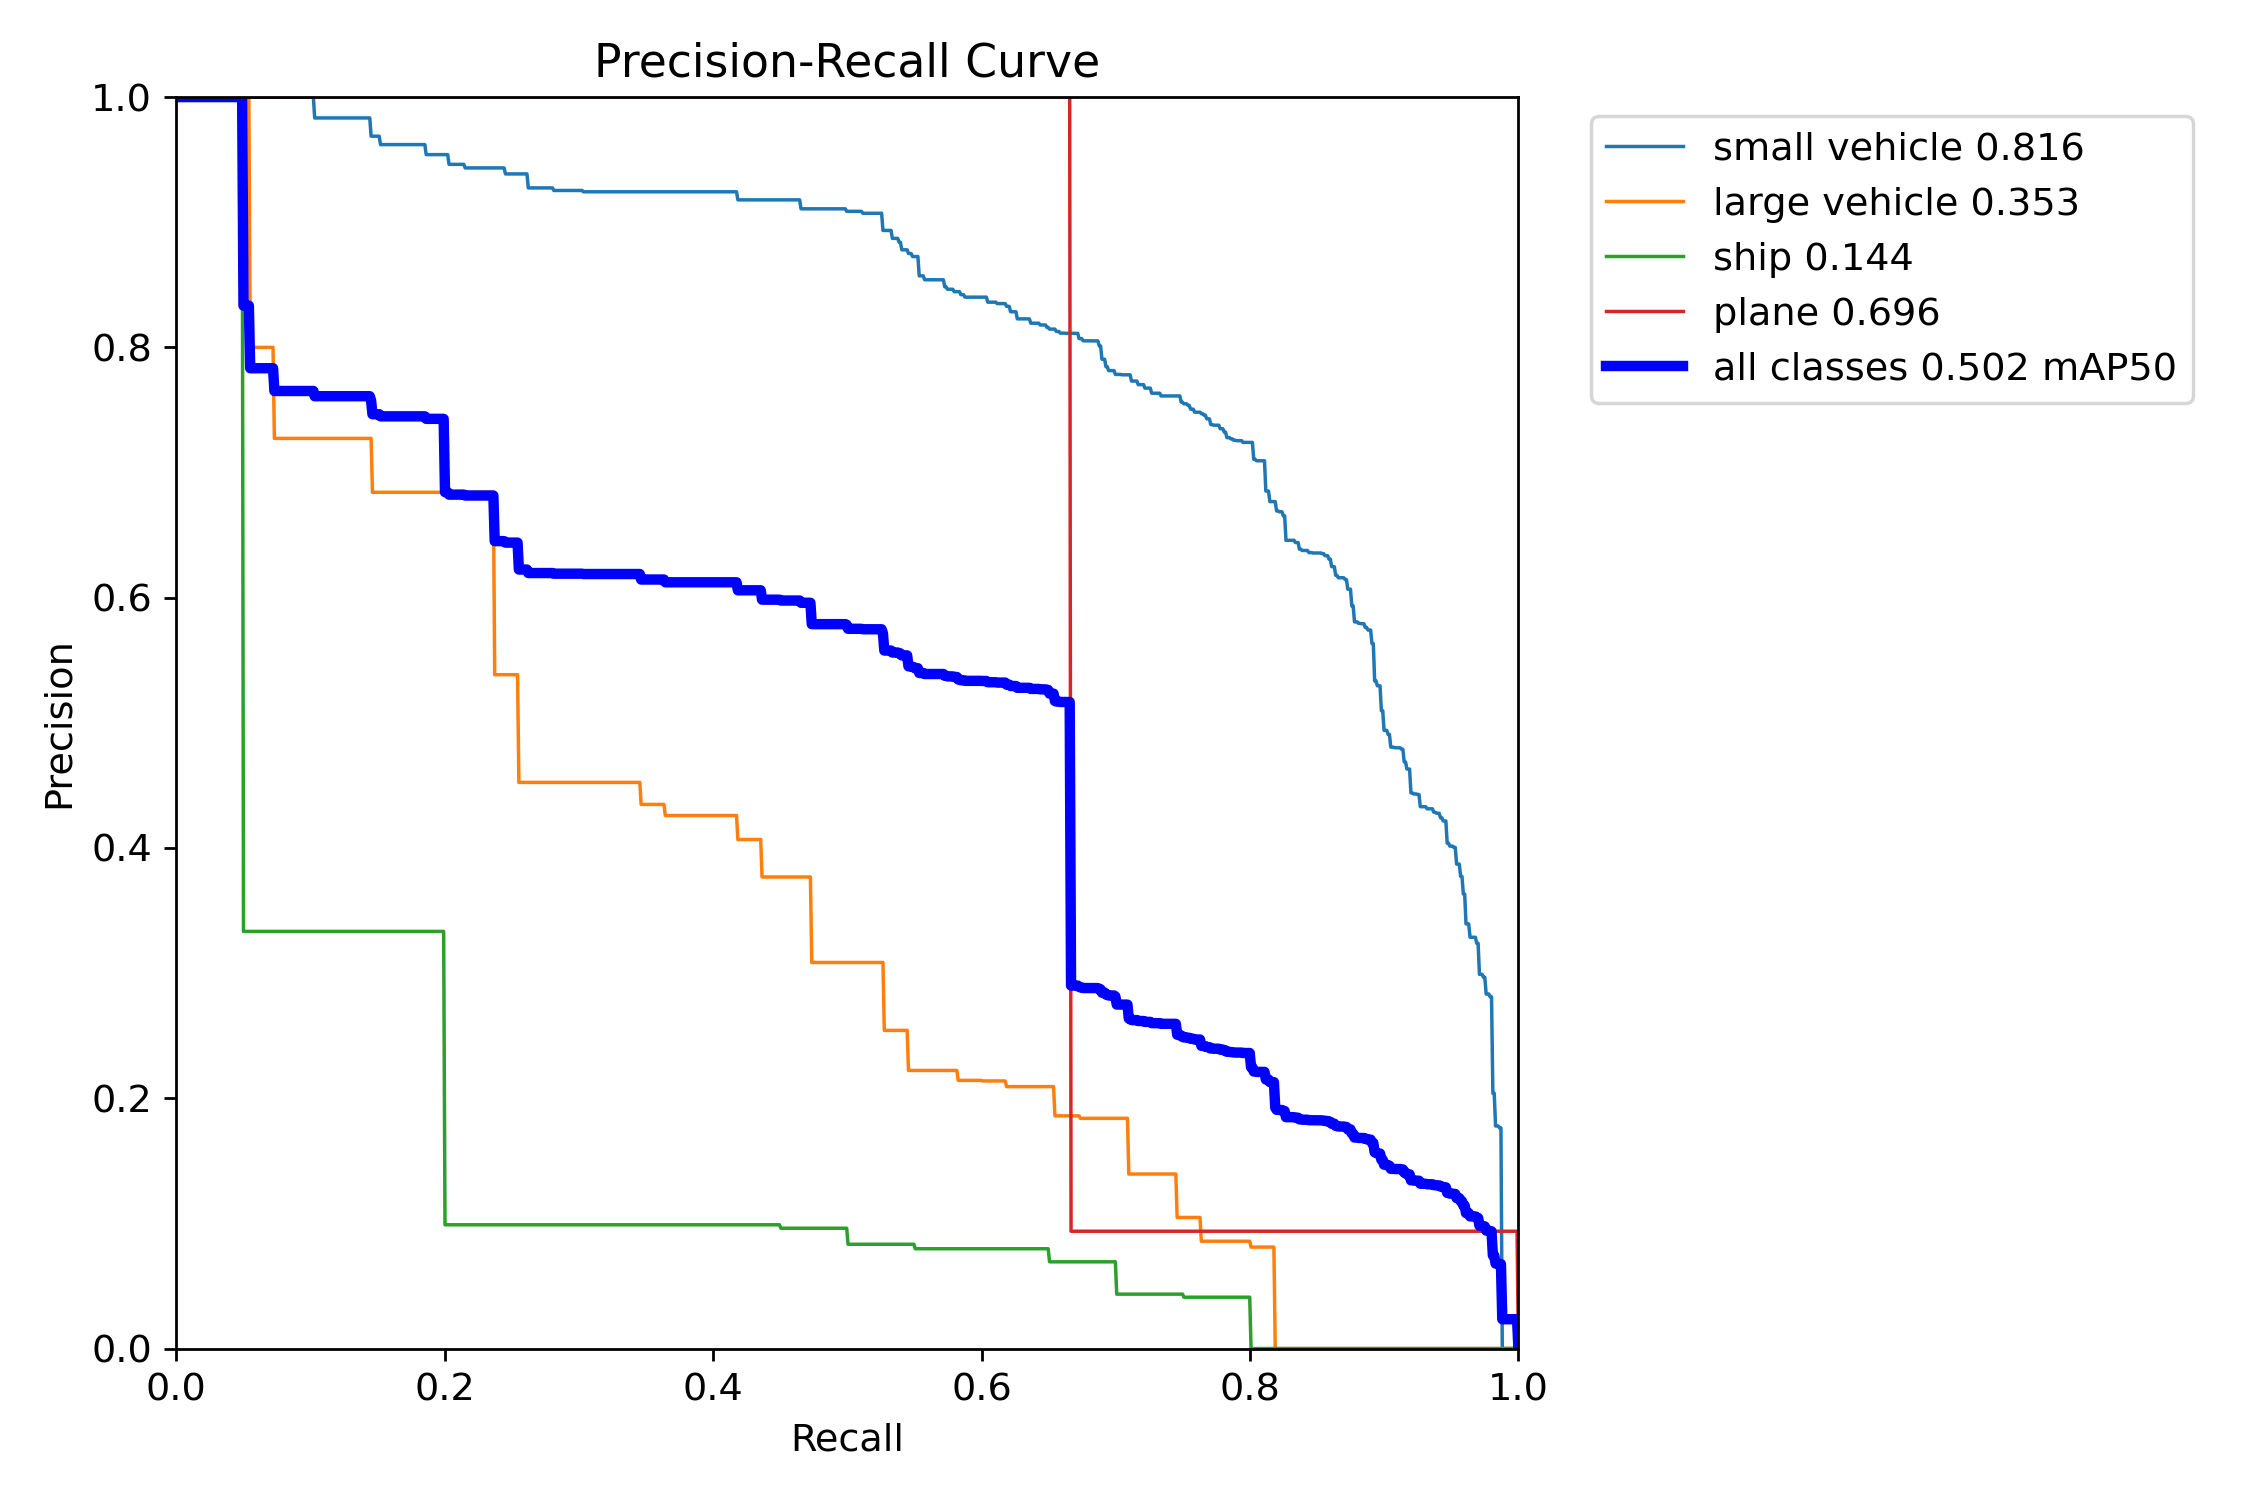 Precision-Recall Curve
1.0
0.8
0.6
0.4
0.2
0.0
Precision
0.0 0.2 0.4 0.6 0.8 1.0
Recall
small vehicle 0.816
large vehicle 0.353
ship 0.144
plane 0.696
all classes 0.502 mAP50